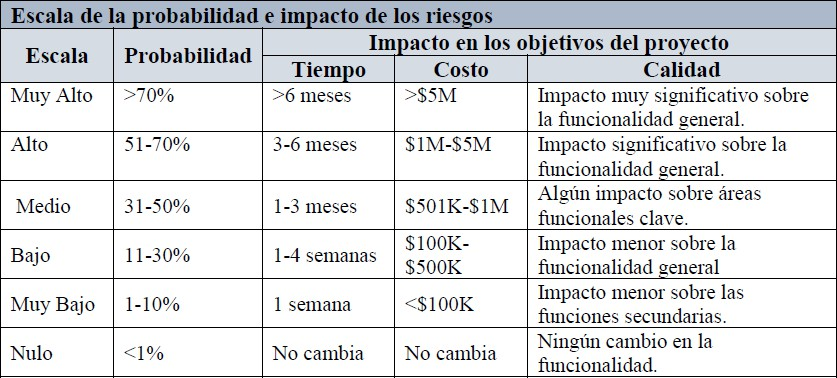 Escala de la probabilidad e impacto de los riesgos
Escala Probabilidad Impacto en los objetivos del proyecto
Tiempo Costo Calidad
Muy Alto >70% >6 meses >$5M Impacto muy significativo sobre
la funcionalidad general.
Alto 51-70% 3-6 meses $1M-$5M Impacto significativo sobre la
funcionalidad general.
Medio 31-50% 1-3 meses $501K-$1M Algún impacto sobre áreas
funcionales clave.
Bajo 11-30% 1-4 semanas $100K- Impacto menor sobre la
$500K funcionalidad general
Muy Bajo 1-10% 1 semana <$100K Impacto menor sobre las
funciones secundarias.
Nulo <1% No cambia No cambia Ningún cambio en la
funcionalidad.